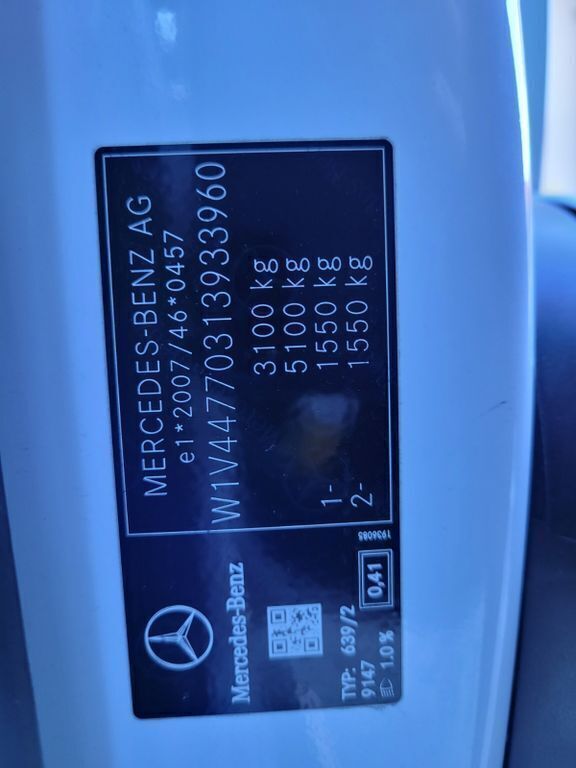 MERCEDES-BENZ AG
e1*2007/46*0457
W1V44770313933960
3100 kg
5100 kg
1- 1550 kg
2- 1550 kg
1936085
Mercedes-Benz
TYP: 639/2
9147
1.0% 0,41